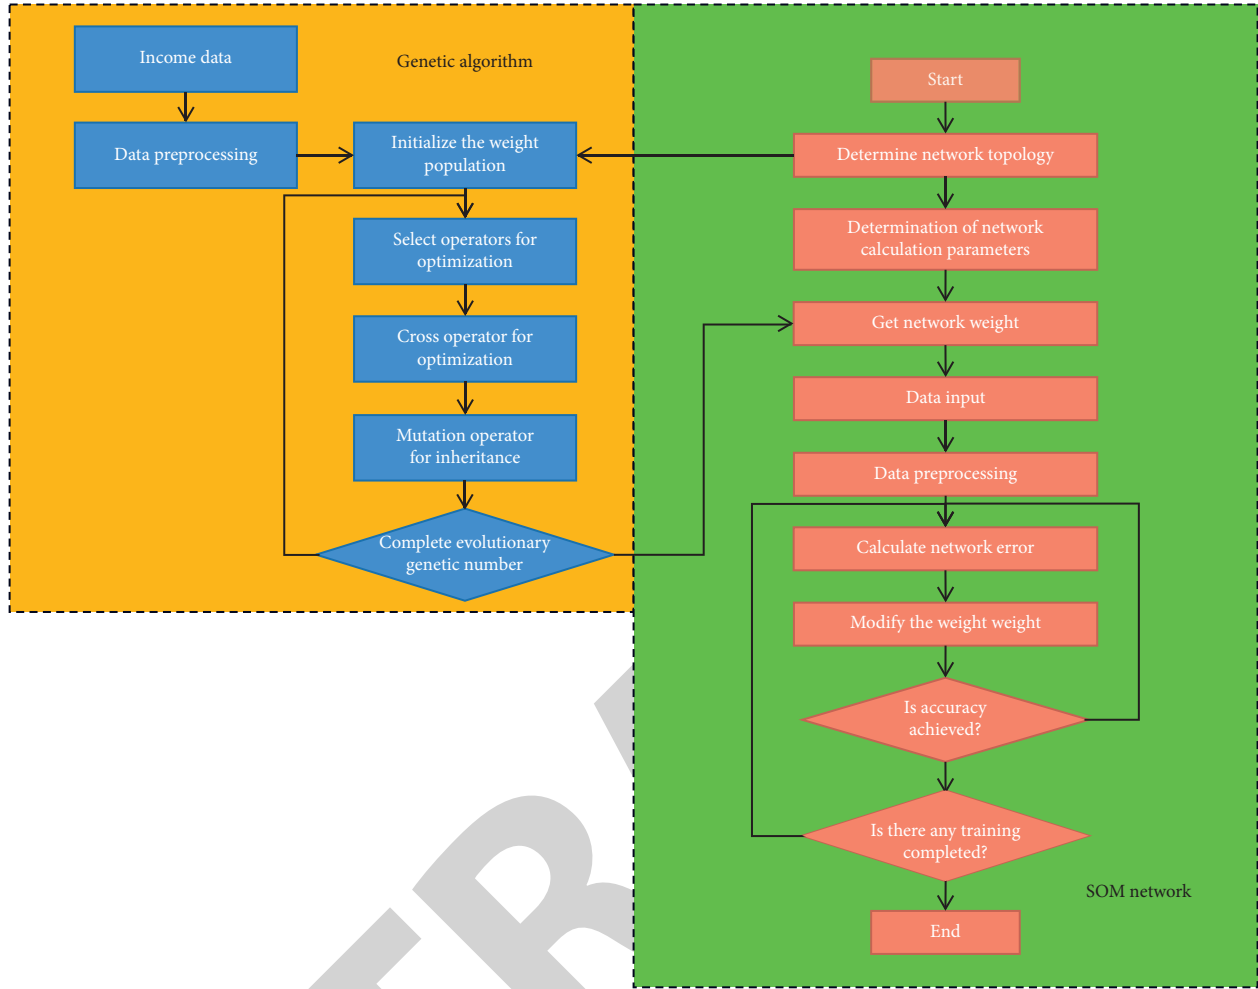 Genetic algorithm
Income data
Data preprocessing
Initialize the weight
population
Select operators for
optimization
Cross operator for
optimization
Mutation operator
for inheritance
Complete evolutionary
genetic number
Start
Determine network topology
Determination of network
calculation parameters
Get network weight
Data input
Data preprocessing
Calculate network error
Modify the weight weight
Is accuracy
achieved?
Is there any training
completed?
End
SOM network